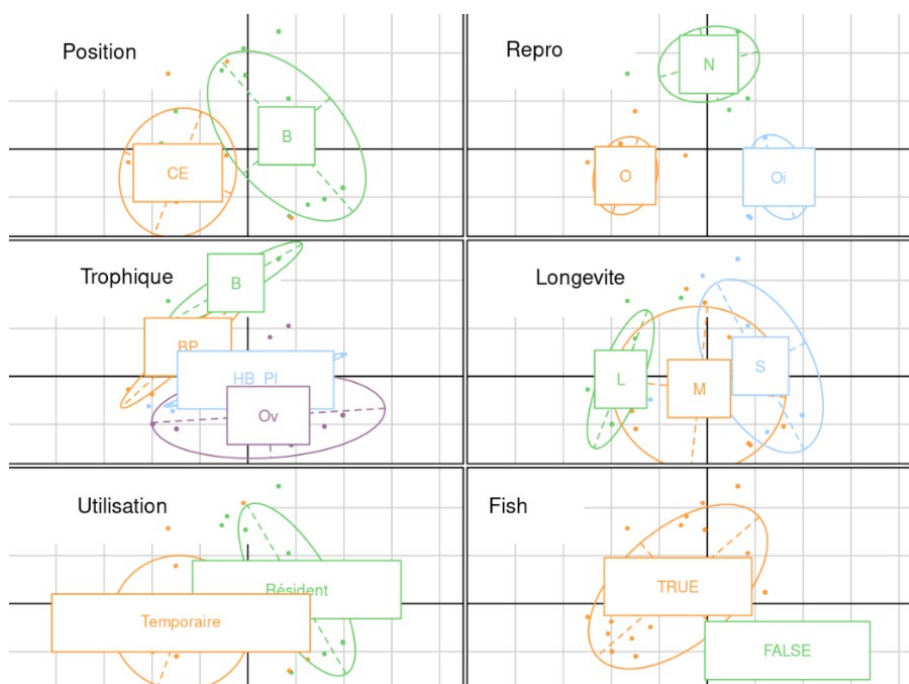 Position
CE
B
Repro
N
O
Oi
Trophique
B
BP
HB_PI
Ov
Longevite
L
M
S
Utilisation
Résident
Temporaire
Fish
TRUE
FALSE